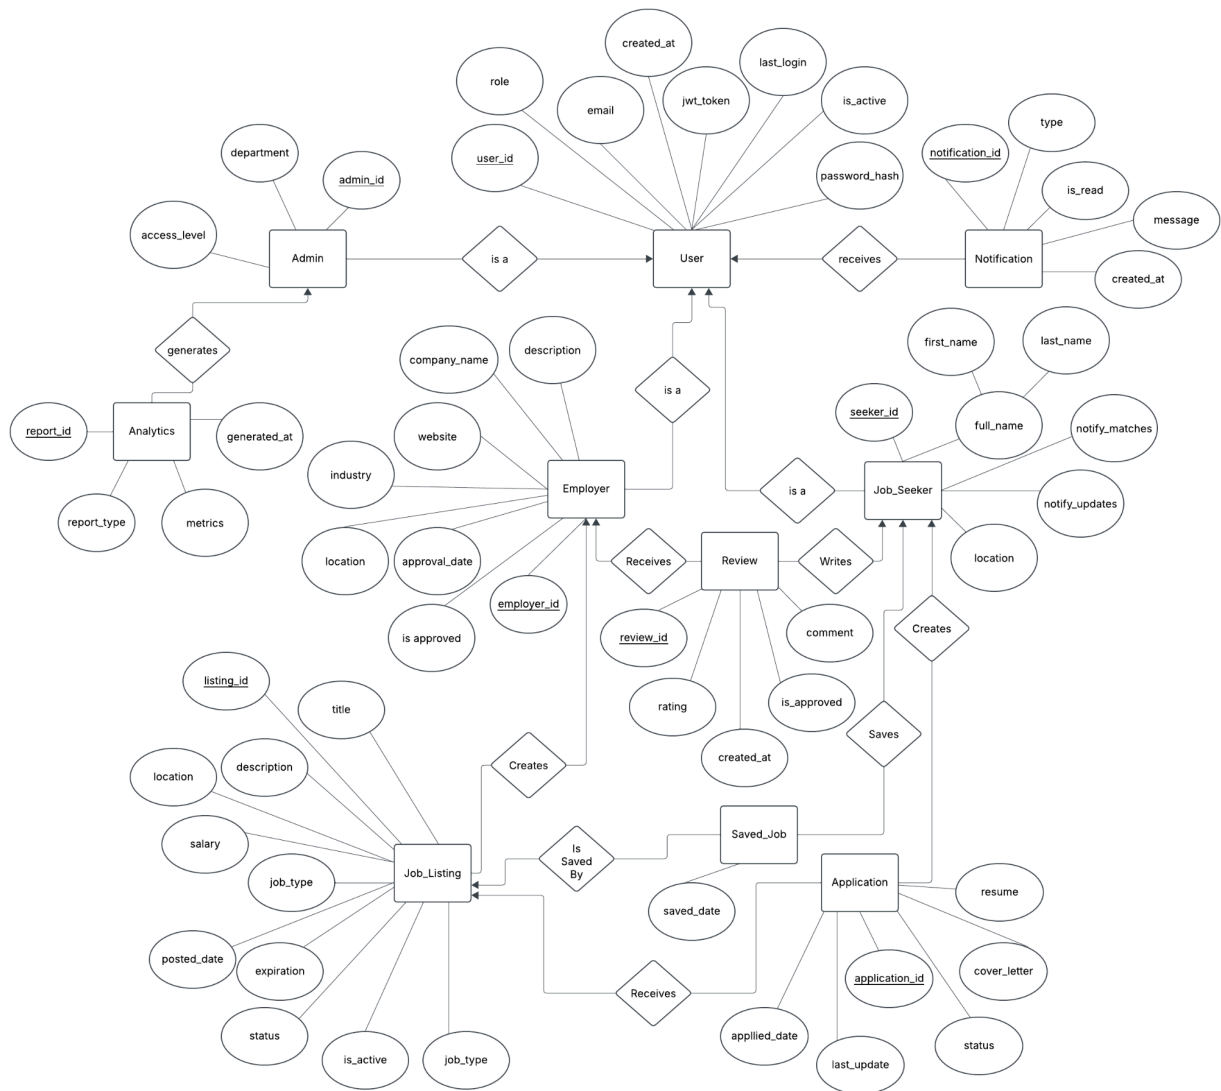 created_at
last_login
role
jwt_token
is_active
email
type
department
notification_id
user_id
password_hash
admin_id
is_read
message
access_level
Admin
is a
User
receives
Notification
created_at
generates
company_name
description
first_name
last_name
is a
seeker_id
full_name
report_id
Analytics
generated_at
website
notify_matches
industry
Employer
is a
Job_Seeker
report_type
metrics
notify_updates
location
approval_date
Receives
Review
Writes
location
employer_id
is approved
review_id
comment
Creates
listing_id
title
rating
is_approved
Saves
created_at
location
description
Creates
salary
Is
Saved
By
Saved_Job
Job_Listing
job_type
Application
resume
saved_date
posted_date
expiration
application_id
cover_letter
Receives
status
appllied_date
status
is_active
job_type
last_update